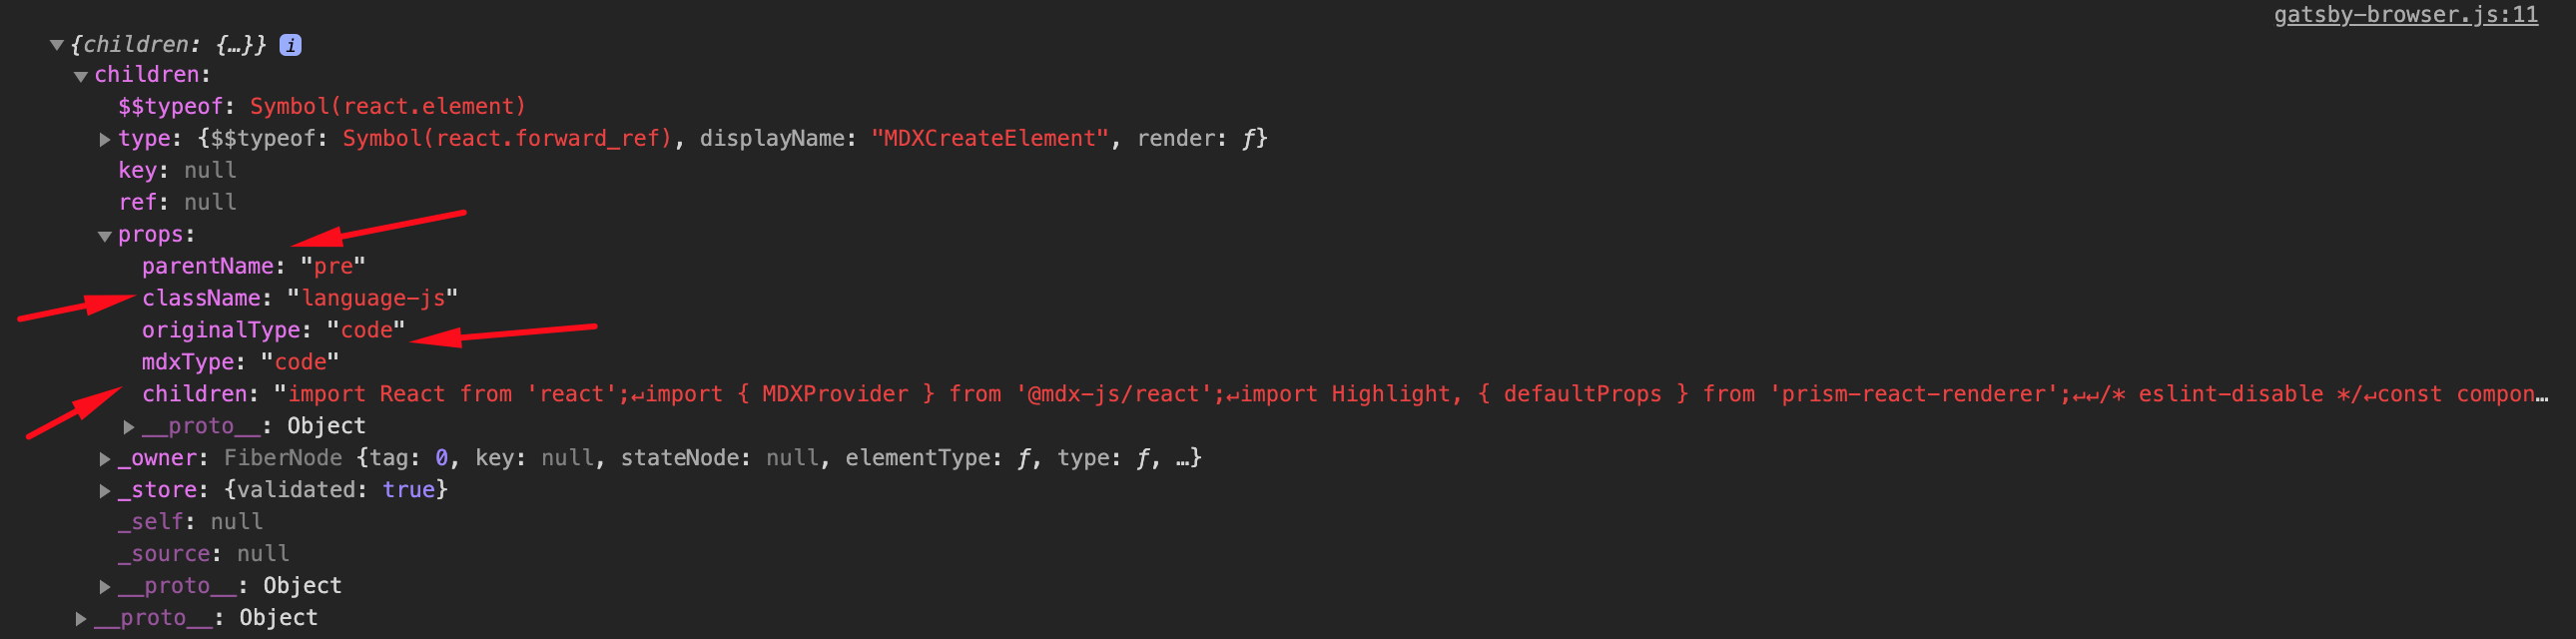 gatsby-browser.js:11
▼{children: {…}} i
▼children:
$$typeof: Symbol(react.element)
▶type: {$$typeof: Symbol(react.forward_ref), displayName: "MDXCreateElement", render: ƒ}
key: null
ref: null
▼props:
parentName: "pre"
className: "language-js"
originalType: "code"
mdxType: "code"
children: "import React from 'react';↵import { MDXProvider } from '@mdx-js/react';↵import Highlight, { defaultProps } from 'prism-react-renderer';↵↵/* eslint-disable */↵const compon…
▶__proto__: Object
▶_owner: FiberNode {tag: 0, key: null, stateNode: null, elementType: ƒ, type: ƒ, …}
▶_store: {validated: true}
_self: null
_source: null
▶__proto__: Object
▶__proto__: Object